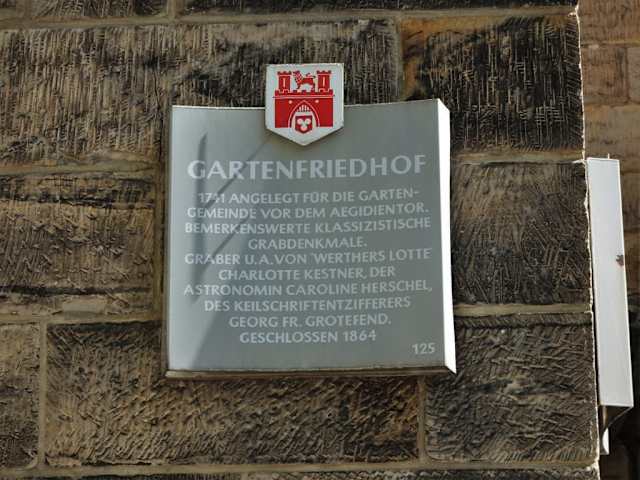 GARTENFRIEDHOF
1741 ANGELEGT FÜR DIE GARTEN-
GEMEINDE VOR DEM AEGIDIENTOR.
BEMERKENSWERTE KLASSIZISTISCHE
GRABDENKMALE.
GRÄBER U.A. VON 'WERTHERS LOTTE'
CHARLOTTE KESTNER, DER
ASTRONOMIN CAROLINE HERSCHEL,
DES KEILSCHRIFTENTZIFFERERS
GEORG FR. GROTEFEND.
GESCHLOSSEN 1864
125